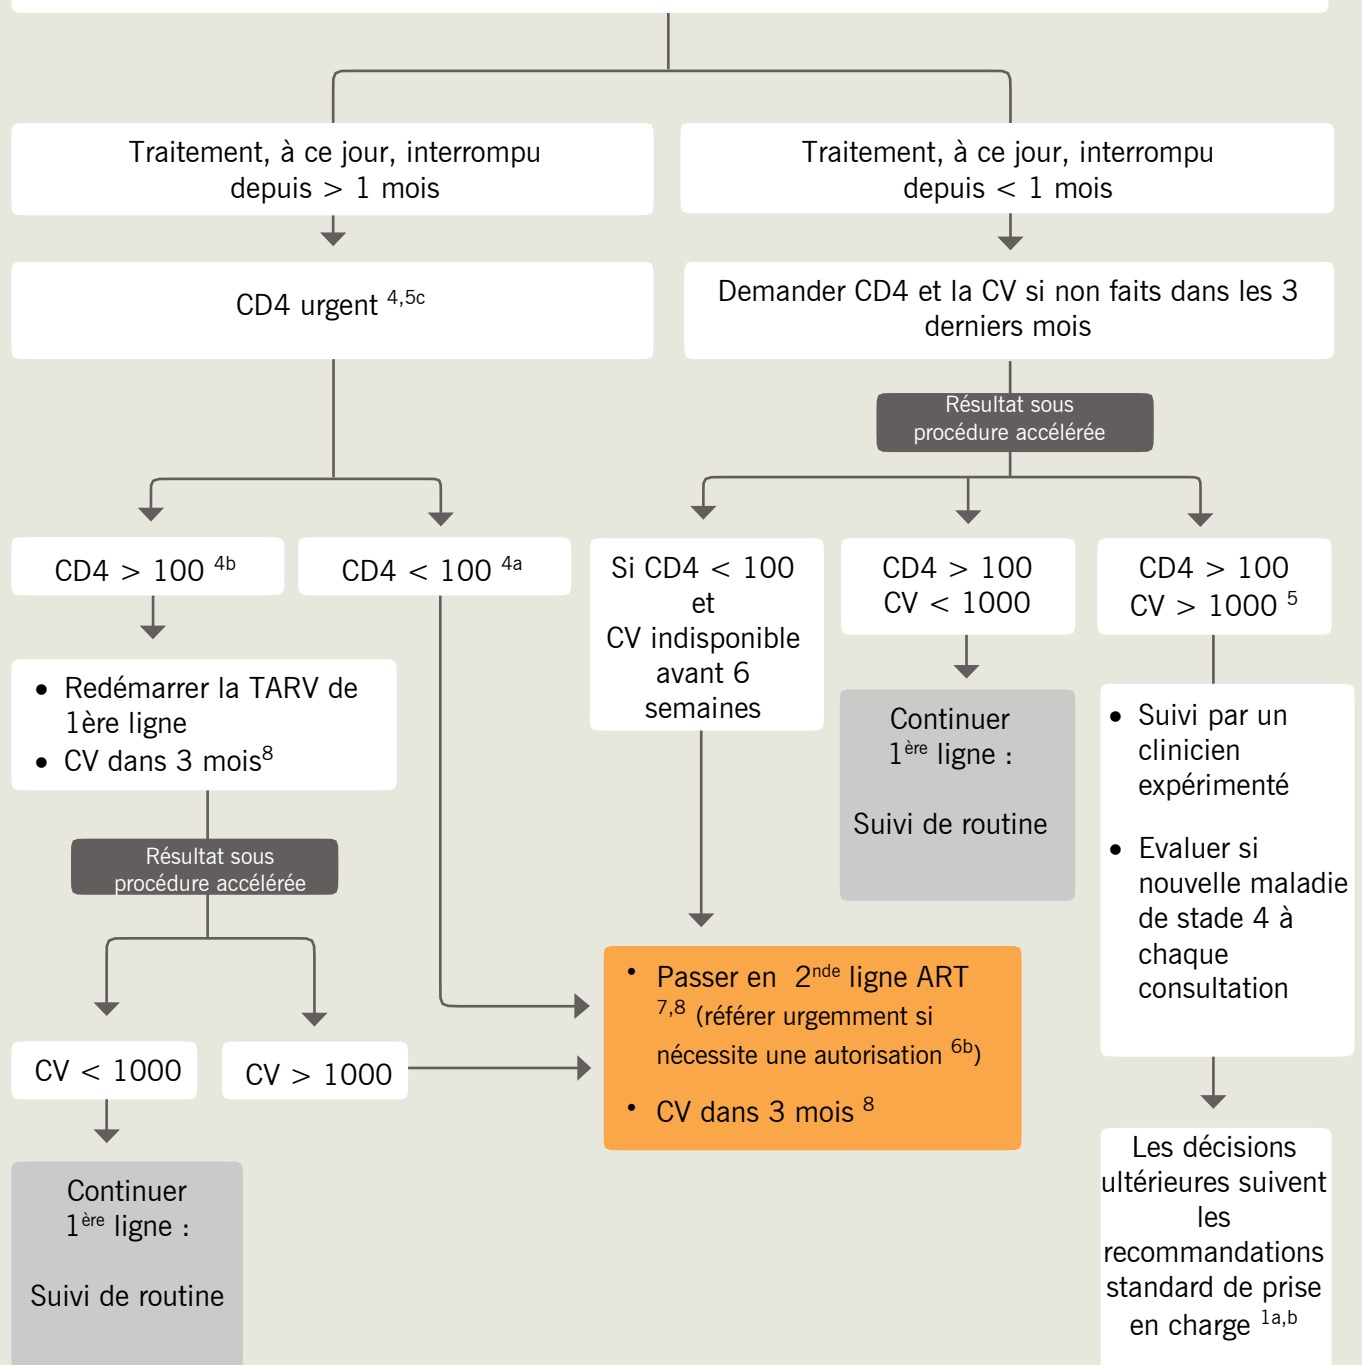 Traitement, à ce jour, interrompu
depuis > 1 mois
Traitement, à ce jour, interrompu
depuis < 1 mois
CD4 urgent 4,5c
Demander CD4 et la CV si non faits dans les 3
derniers mois
Résultat sous
procédure accélérée
CD4 > 100 4b
CD4 < 100 4a
Si CD4 < 100
et
CV indisponible
avant 6
semaines
CD4 > 100
CV < 1000
CD4 > 100
CV > 1000 5
• Redémarrer la TARV de
1ère ligne
• CV dans 3 mois8
Continuer
1ère ligne :
Suivi de routine
• Suivi par un
clinicien
expérimenté
• Evaluer si
nouvelle maladie
de stade 4 à
chaque
consultation
Résultat sous
procédure accélérée
• Passer en 2nde ligne ART
7,8 (référer urgemment si
nécessite une autorisation 6b)
• CV dans 3 mois 8
CV < 1000
CV > 1000
Continuer
1ère ligne :
Suivi de routine
Les décisions
ultérieures suivent
les
recommandations
standard de prise
en charge 1a,b